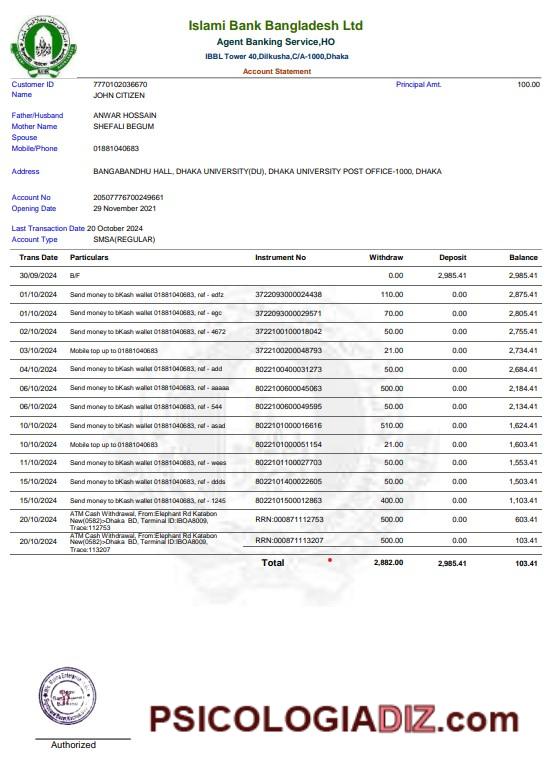 Islami Bank Bangladesh Ltd
Agent Banking Service,HO
IBBL Tower 40,Dilkusha,C/A-1000,Dhaka
Account Statement
Customer ID 7770102036670 Principal Amt. 100.00
Name JOHN CITIZEN
Father/Husband ANWAR HOSSAIN
Mother Name SHEFALI BEGUM
Spouse
Mobile/Phone 01881040683
Address BANGABANDHU HALL, DHAKA UNIVERSITY(DU), DHAKA UNIVERSITY POST OFFICE-1000, DHAKA
Account No 20507776700249661
Opening Date 29 November 2021
Last Transaction Date 20 October 2024
Account Type SMSA(REGULAR)
Trans Date Particulars Instrument No Withdraw Deposit Balance
30/09/2024 B/F 0.00 2,985.41 2,985.41
01/10/2024 Send money to bKash wallet 01881040683, ref - edfz 3722093000024438 110.00 0.00 2,875.41
01/10/2024 Send money to bKash wallet 01881040683, ref - egc 3722093000029571 70.00 0.00 2,805.41
02/10/2024 Send money to bKash wallet 01881040683, ref - 4672 3722100100018042 50.00 0.00 2,755.41
03/10/2024 Mobile top up to 01881040683 3722100200048793 21.00 0.00 2,734.41
04/10/2024 Send money to bKash wallet 01881040683, ref - add 8022100400031273 50.00 0.00 2,684.41
06/10/2024 Send money to bKash wallet 01881040683, ref - aaaaa 8022100600045063 500.00 0.00 2,184.41
06/10/2024 Send money to bKash wallet 01881040683, ref - 544 8022100600049595 50.00 0.00 2,134.41
10/10/2024 Send money to bKash wallet 01881040683, ref - asad 8022101000016616 510.00 0.00 1,624.41
10/10/2024 Mobile top up to 01881040683 8022101000051154 21.00 0.00 1,603.41
11/10/2024 Send money to bKash wallet 01881040683, ref - wees 8022101100027703 50.00 0.00 1,553.41
15/10/2024 Send money to bKash wallet 01881040683, ref - ddds 8022101400022605 50.00 0.00 1,503.41
15/10/2024 Send money to bKash wallet 01881040683, ref - 1245 8022101500012863 400.00 0.00 1,103.41
20/10/2024 ATM Cash Withdrawal, From:Elephant Rd Katabon
New(0582)>Dhaka BD, Terminal ID:IBOA8009,
Trace:112753 RRN:000871112753 500.00 0.00 603.41
20/10/2024 ATM Cash Withdrawal, From:Elephant Rd Katabon
New(0582)>Dhaka BD, Terminal ID:IBOA8009,
Trace:113207 RRN:000871113207 500.00 0.00 103.41
Total 2,882.00 2,985.41 103.41
PSICOLOGIADIZ.com
Authorized